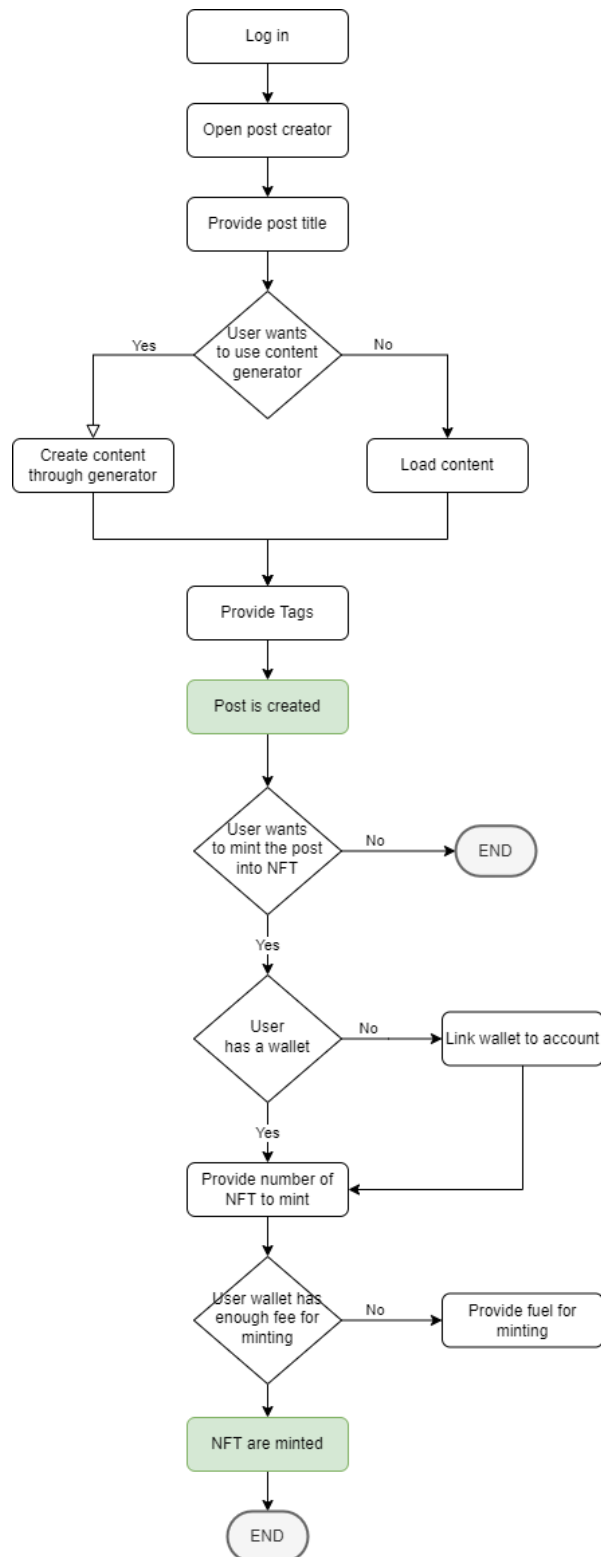 Log in
Open post creator
Provide post title
User wants
to use content
generator
Yes
No
Create content
through generator
Load content
Provide Tags
Post is created
User wants
to mint the post
into NFT
No
END
Yes
User
has a wallet
No
Link wallet to account
Yes
Provide number of
NFT to mint
User wallet has
enough fee for
minting
No
Provide fuel for
minting
NFT are minted
END